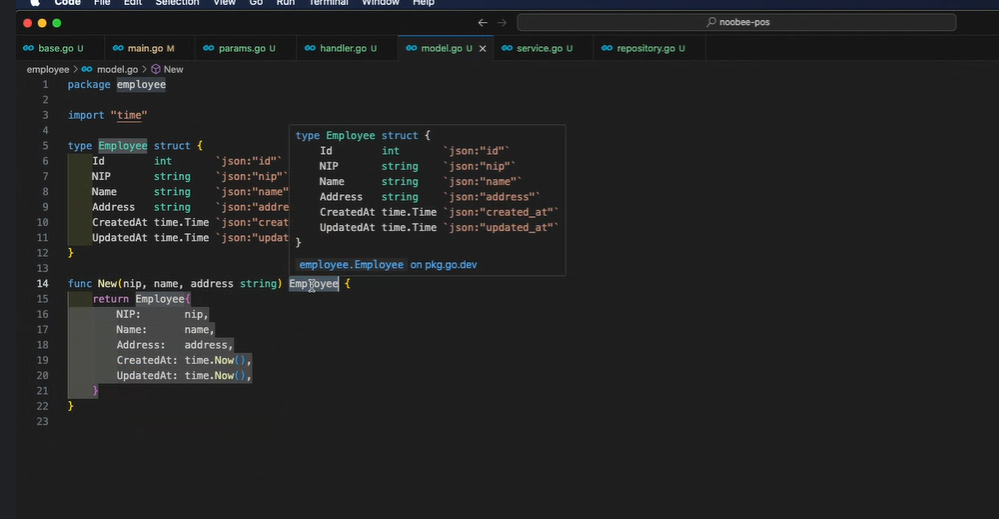 Code File Edit Selection View Go Run Terminal Window Help
noobee-pos
base.go U main.go M params.go U handler.go U model.go U service.go U repository.go U
employee > model.go > New
1 package employee
2
3 import "time"
4
5 type Employee struct {
6 Id int `json:"id"`
7 NIP string `json:"nip"`
8 Name string `json:"name"
9 Address string `json:"addre
10 CreatedAt time.Time `json:"creat
11 UpdatedAt time.Time `json:"updat
12 }
13
type Employee struct {
Id int `json:"id"`
NIP string `json:"nip"`
Name string `json:"name"`
Address string `json:"address"`
CreatedAt time.Time `json:"created_at"`
UpdatedAt time.Time `json:"updated_at"`
}
employee.Employee on pkg.go.dev
14 func New(nip, name, address string) Employee {
15 return Employee{
16 NIP: nip,
17 Name: name,
18 Address: address,
19 CreatedAt: time.Now(),
20 UpdatedAt: time.Now(),
21 }
22 }
23